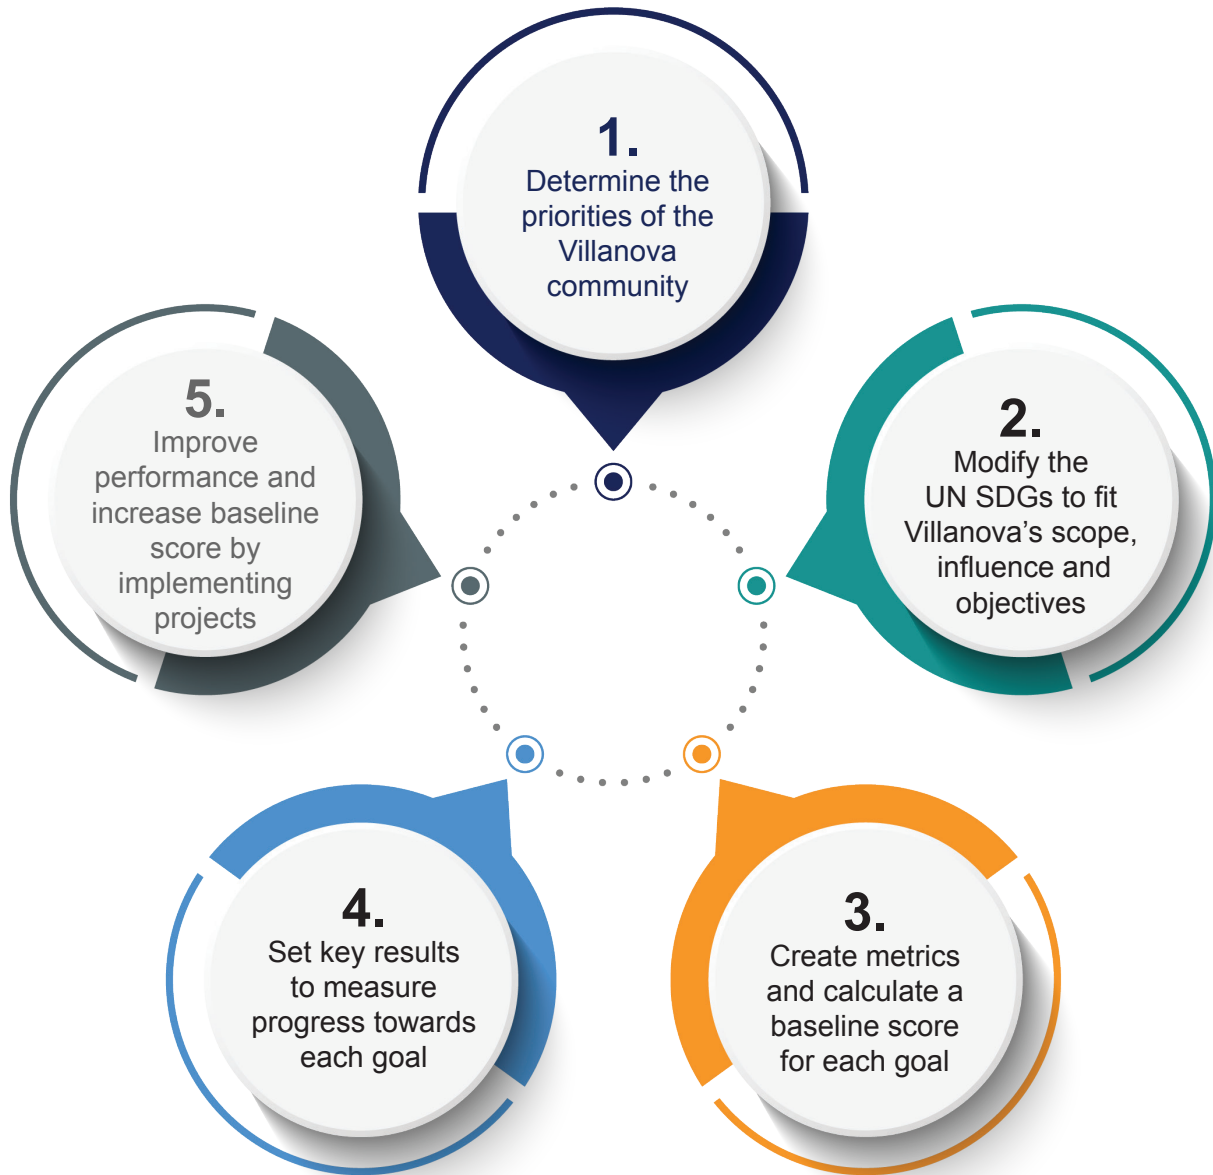 1.
Determine the
priorities of the
Villanova
community
2.
Modify the
UN SDGs to fit
Villanova’s scope,
influence and
objectives
3.
Create metrics
and calculate a
baseline score
for each goal
4.
Set key results
to measure
progress towards
each goal
5.
Improve
performance and
increase baseline
score by
implementing
projects